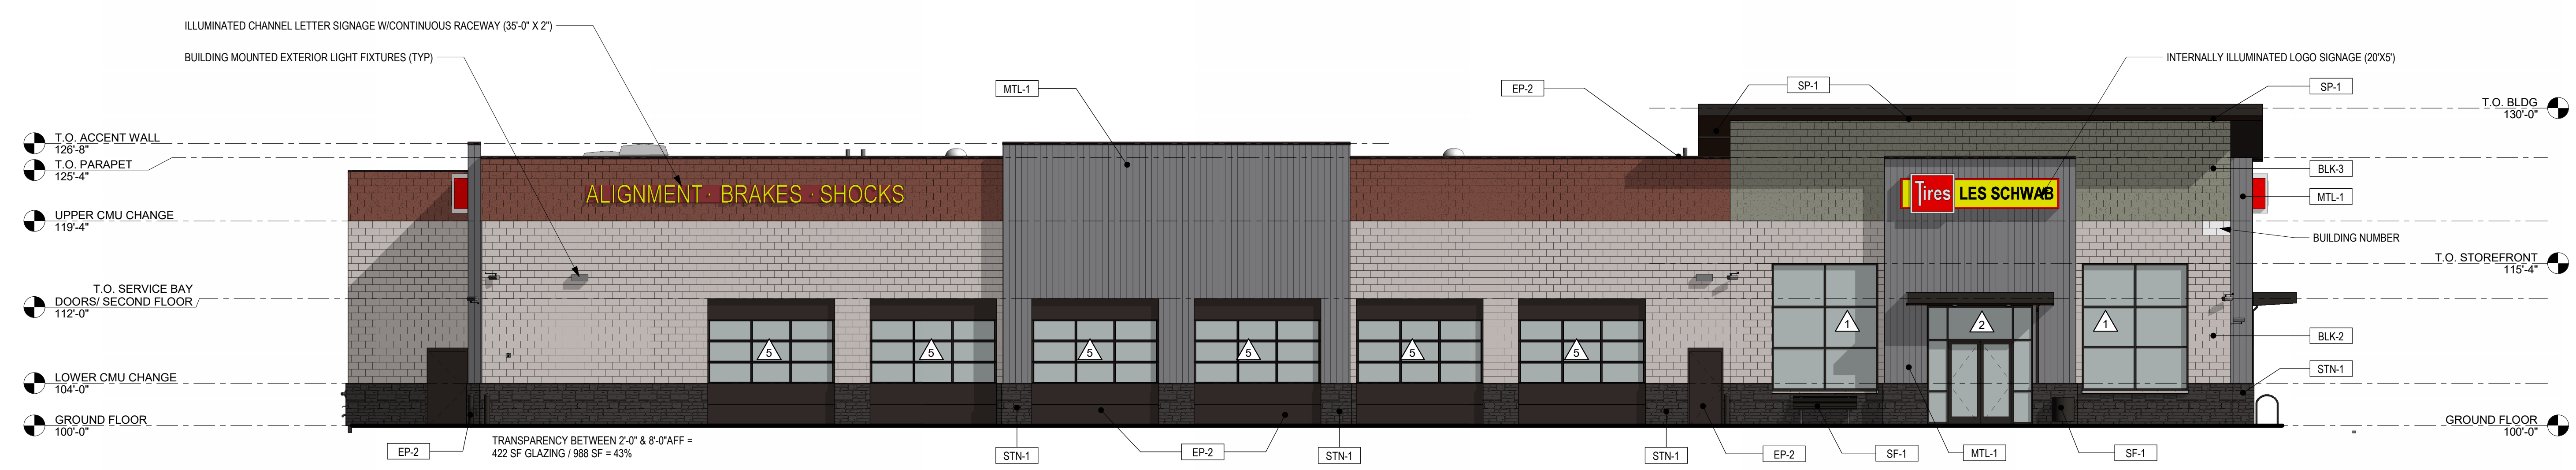 ILLUMINATED CHANNEL LETTER SIGNAGE W/CONTINUOUS RACEWAY (35'-0" X 2")
BUILDING MOUNTED EXTERIOR LIGHT FIXTURES (TYP)
INTERNALLY ILLUMINATED LOGO SIGNAGE (20'X5')
MTL-1
EP-2
SP-1
SP-1
T.O. BLDG
130'-0"
T.O. ACCENT WALL
126'-8"
T.O. PARAPET
125'-4"
BLK-3
MTL-1
ALIGNMENT · BRAKES · SHOCKS
Tires LES SCHWAB
UPPER CMU CHANGE
119'-4"
BUILDING NUMBER
T.O. STOREFRONT
115'-4"
T.O. SERVICE BAY
DOORS/ SECOND FLOOR
112'-0"
1
2
1
BLK-2
5
5
5
5
5
5
STN-1
LOWER CMU CHANGE
104'-0"
GROUND FLOOR
100'-0"
GROUND FLOOR
100'-0"
EP-2
TRANSPARENCY BETWEEN 2'-0" & 8'-0"AFF =
422 SF GLAZING / 988 SF = 43%
STN-1
EP-2
STN-1
STN-1
EP-2
SF-1
MTL-1
SF-1